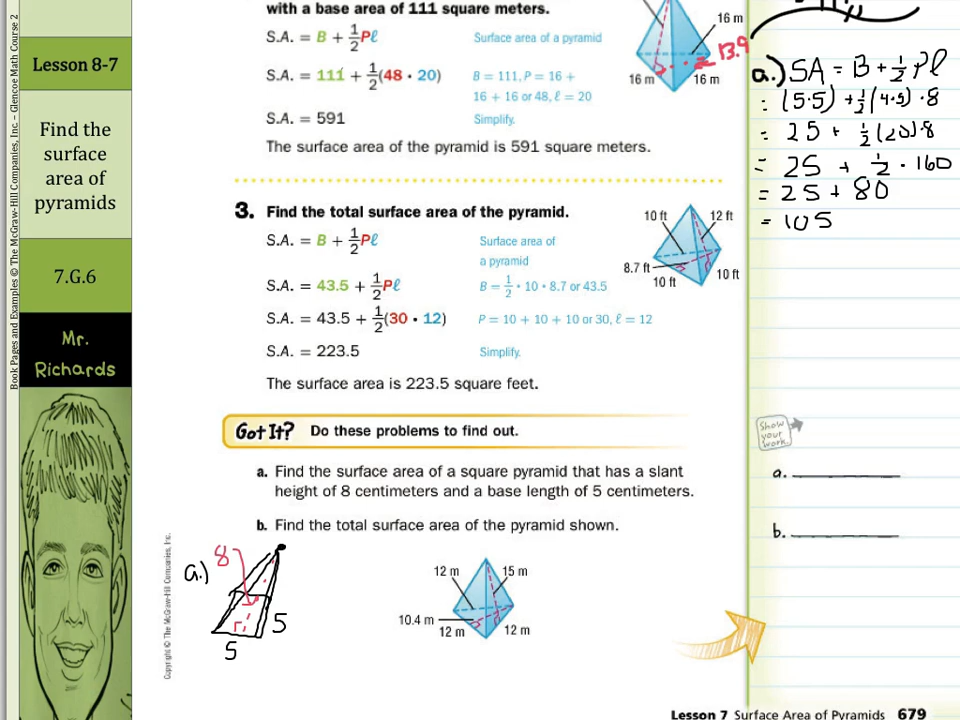 Book Pages and Examples © The McGraw-Hill Companies, Inc. – Glencoe Math Course 2
Lesson 8-7
Find the
surface
area of
pyramids
7.G.6
Mr.
Richards
with a base area of 111 square meters.
S.A. = B + 1/2Pℓ
Surface area of a pyramid
S.A. = 111 + 1/2(48 • 20)
B = 111, P = 16 +
16 + 16 or 48, ℓ = 20
S.A. = 591
Simplify.
The surface area of the pyramid is 591 square meters.
16 m
13.9
16 m
16 m
3. Find the total surface area of the pyramid.
S.A. = B + 1/2Pℓ
Surface area of
a pyramid
S.A. = 43.5 + 1/2Pℓ
B = 1/2 • 10 • 8.7 or 43.5
S.A. = 43.5 + 1/2(30 • 12)
P = 10 + 10 + 10 or 30, ℓ = 12
S.A. = 223.5
Simplify.
The surface area is 223.5 square feet.
10 ft
12 ft
8.7 ft
10 ft
10 ft
Got It? Do these problems to find out.
a. Find the surface area of a square pyramid that has a slant
height of 8 centimeters and a base length of 5 centimeters.
b. Find the total surface area of the pyramid shown.
a.)
8
5
5
12 m
15 m
10.4 m
12 m
12 m
Copyright © The McGraw-Hill Companies, Inc.
a.) SA = B + 1/2 Pℓ
= (5·5) + 1/2(4·5)·8
= 25 + 1/2(20)·8
= 25 + 1/2 · 160
= 25 + 80
= 105
Show
your
work.
a.
b.
Lesson 7 Surface Area of Pyramids 679